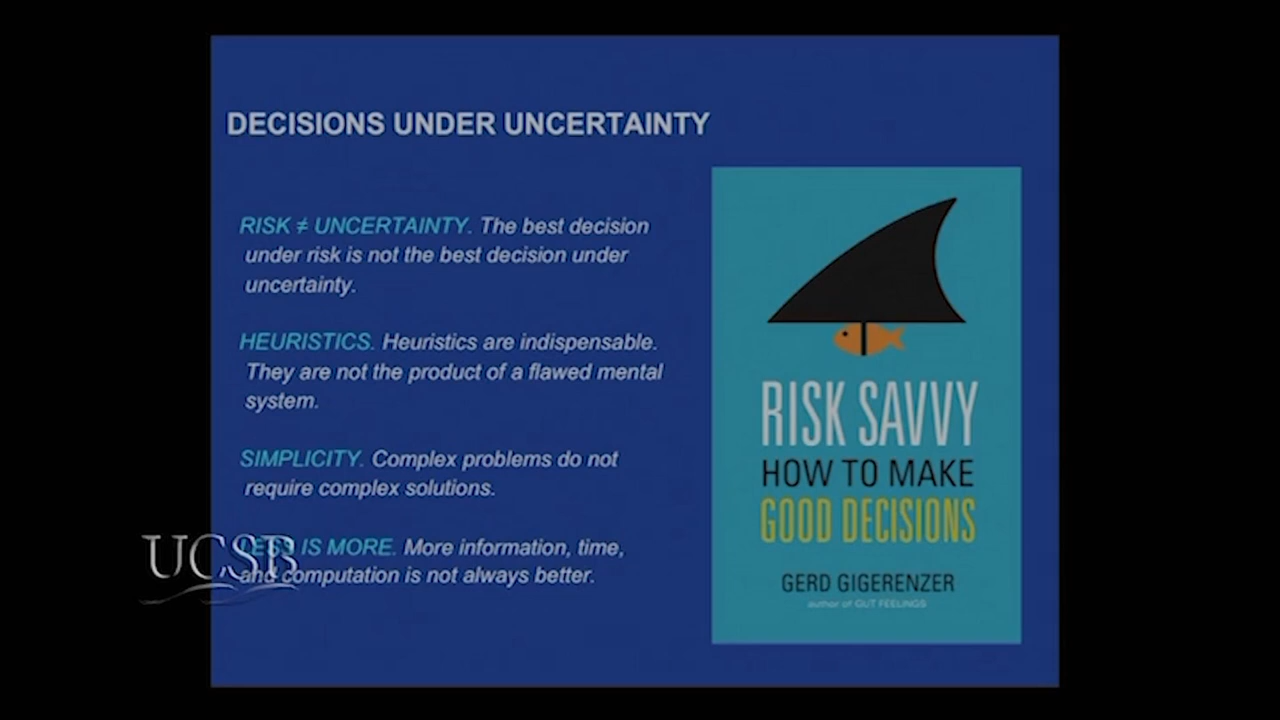 DECISIONS UNDER UNCERTAINTY
RISK ≠ UNCERTAINTY. The best decision
under risk is not the best decision under
uncertainty.
HEURISTICS. Heuristics are indispensable.
They are not the product of a flawed mental
system.
SIMPLICITY. Complex problems do not
require complex solutions.
LESS IS MORE. More information, time,
and computation is not always better.
UCSB
RISK SAVVY
HOW TO MAKE
GOOD DECISIONS
GERD GIGERENZER
author of GUT FEELINGS